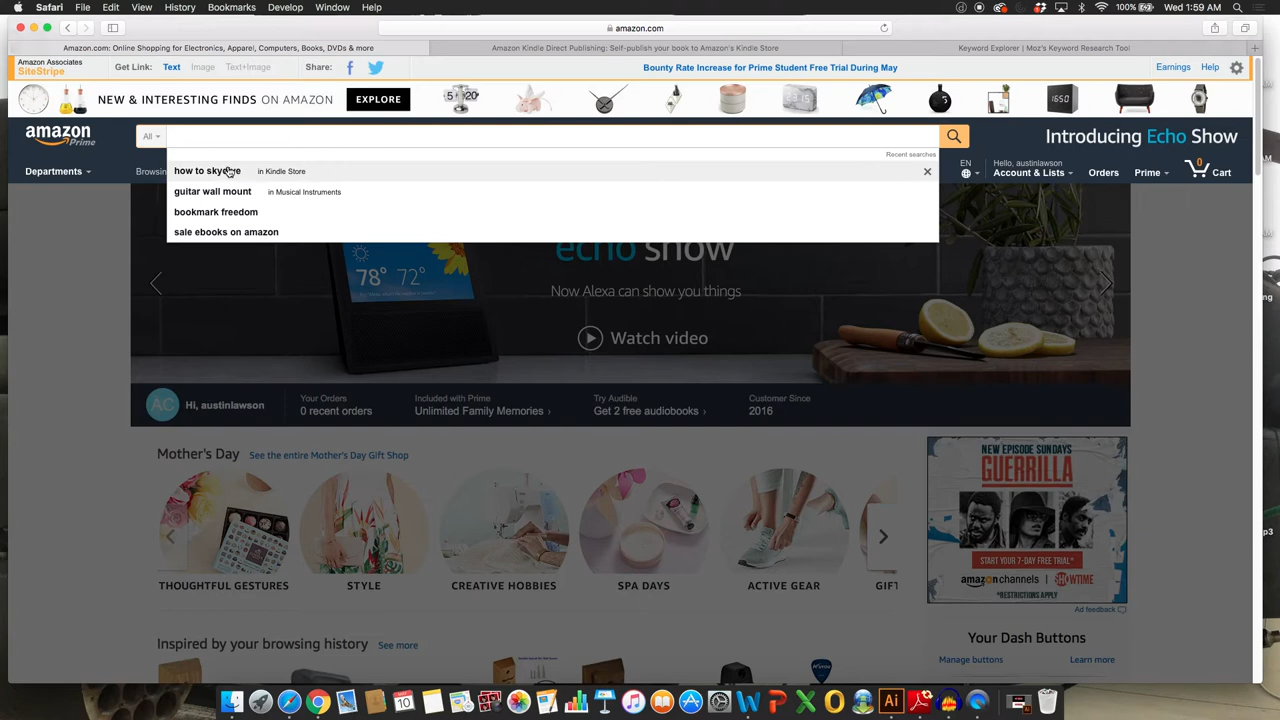 Safari File Edit View History Bookmarks Develop Window Help 100% Wed 1:59 AM
amazon.com
Amazon.com: Online Shopping for Electronics, Apparel, Computers, Books, DVDs & more
Amazon Kindle Direct Publishing: Self-publish your book to Amazon's Kindle Store
Keyword Explorer | Moz's Keyword Research Tool
Amazon Associates
SiteStripe
Get Link: Text Image Text+Image Share:
Bounty Rate Increase for Prime Student Free Trial During May
Earnings Help
NEW & INTERESTING FINDS ON AMAZON EXPLORE
amazon
Prime
All
Introducing Echo Show
Recent searches
Departments
how to in Kindle Store
guitar wall mount in Musical Instruments
bookmark freedom
sale ebooks on amazon
EN
Hello, austinlawson
Account & Lists Orders Prime 0 Cart
echo show
78° 72°
Now Alexa can show you things
Watch video
AC Hi, austinlawson
Your Orders
0 recent orders
Included with Prime
Unlimited Family Memories ›
Try Audible
Get 2 free audiobooks ›
Customer Since
2016
Mother's Day See the entire Mother's Day Gift Shop
THOUGHTFUL GESTURES
STYLE
CREATIVE HOBBIES
SPA DAYS
ACTIVE GEAR
NEW EPISODE SUNDAYS
GUERRILLA
START YOUR 7-DAY FREE TRIAL*
amazon channels SHOWTIME
*RESTRICTIONS APPLY
Ad feedback
Inspired by your browsing history See more
Your Dash Buttons
Manage buttons Learn more
10